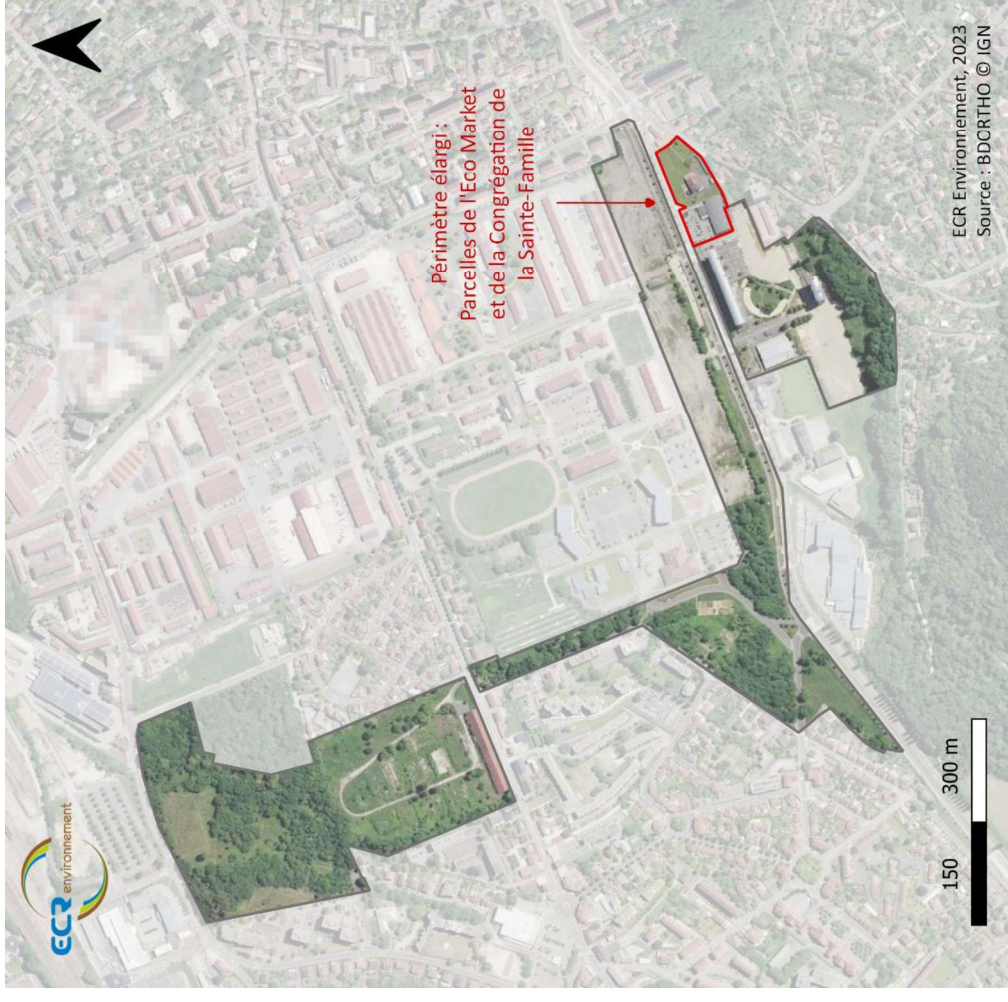 Périmètre élargi :
Parcelles de l'Eco Market
et de la Congrégation de
la Sainte-Famille
ECR environnement
150
300 m
ECR Environnement, 2023
Source : BDORTHO © IGN